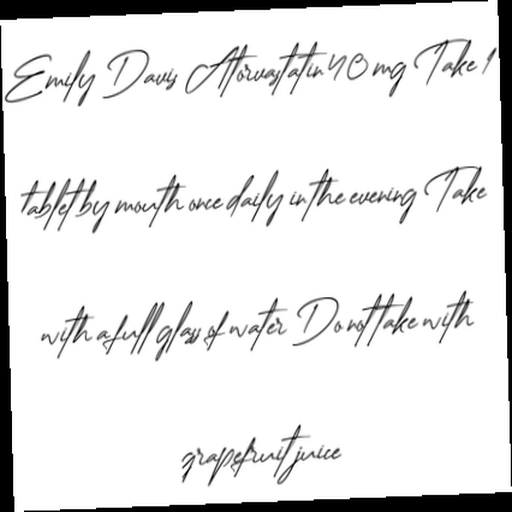 Emily Davis Atorvastatin 40 mg Take 1
tablet by mouth once daily in the evening Take
with a full glass of water Do not take with
grapefruit juice